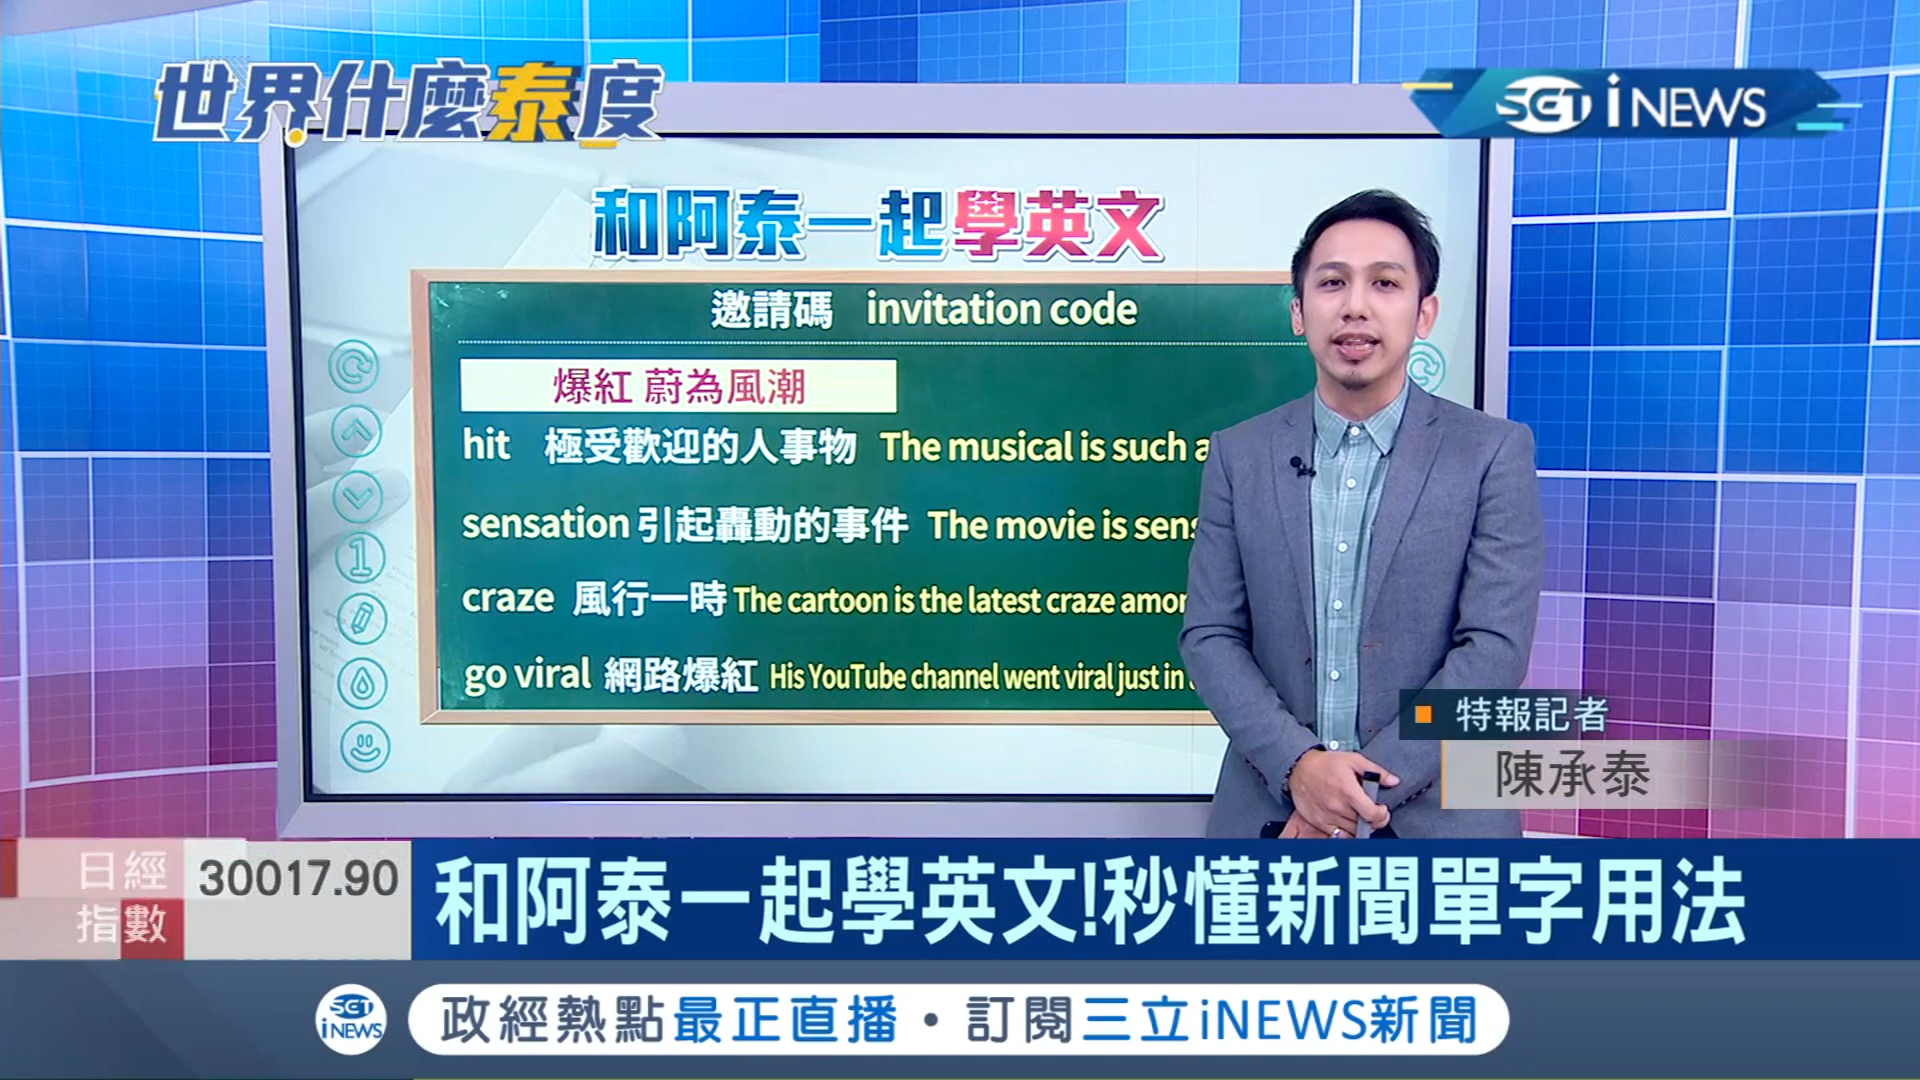 世界什麼泰度
SET iNEWS
和阿泰一起學英文
邀請碼 invitation code
爆紅 蔚為風潮
hit 極受歡迎的人事物 The musical is such a
sensation 引起轟動的事件 The movie is sens
craze 風行一時 The cartoon is the latest craze amon
go viral 網路爆紅 His YouTube channel went viral just in
1
特報記者
陳承泰
日經指數 30017.90
和阿泰一起學英文!秒懂新聞單字用法
SET iNEWS
政經熱點最正直播・訂閱三立iNEWS新聞